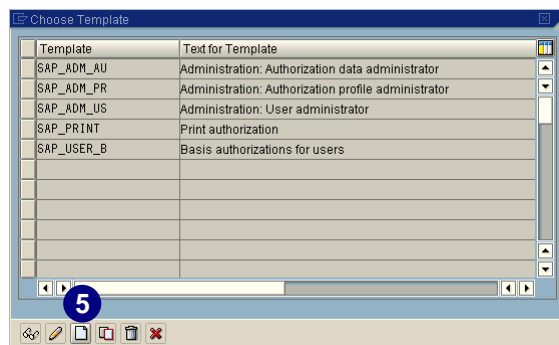 Choose Template
Template Text for Template
SAP_ADM_AU Administration: Authorization data administrator
SAP_ADM_PR Administration: Authorization profile administrator
SAP_ADM_US Administration: User administrator
SAP_PRINT Print authorization
SAP_USER_B Basis authorizations for users
5